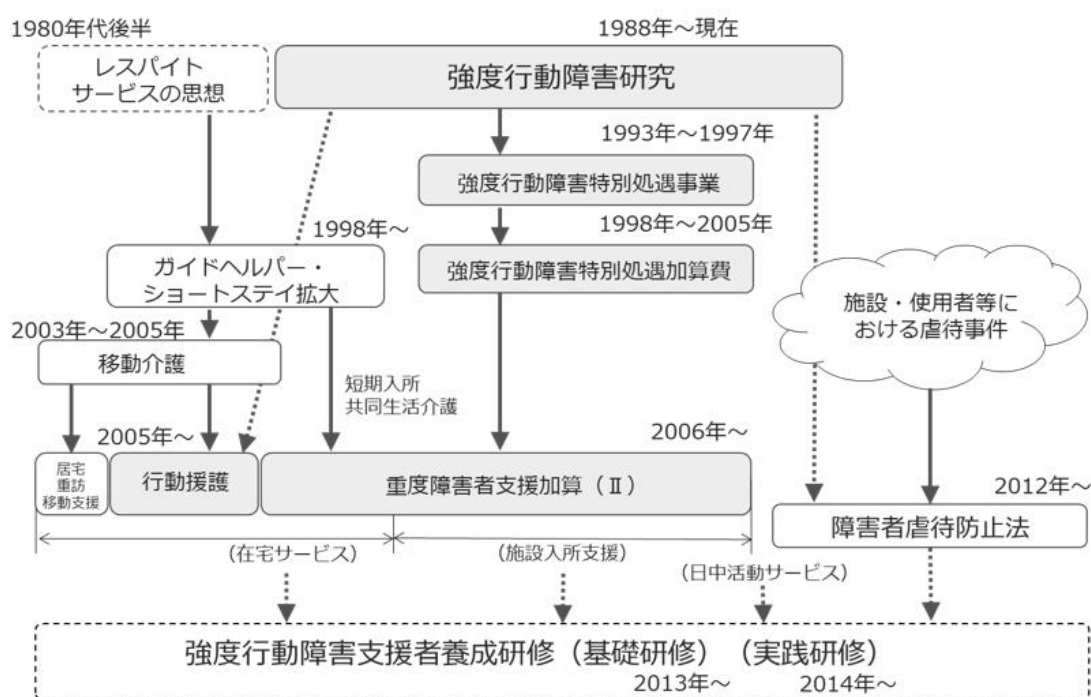 1980年代後半
1988年～現在
レスパイト
サービスの思想
強度行動障害研究
1993年～1997年
強度行動障害特別処遇事業
1998年～
1998年～2005年
ガイドヘルパー・
ショートステイ拡大
強度行動障害特別処遇加算費
施設・使用者等に
おける虐待事件
2003年～2005年
移動介護
短期入所
共同生活介護
2005年～
2006年～
居宅
重訪
移動支援
行動援護
重度障害者支援加算（Ⅱ）
2012年～
障害者虐待防止法
（在宅サービス）
（施設入所支援）
（日中活動サービス）
強度行動障害支援者養成研修（基礎研修）（実践研修）
2013年～
2014年～